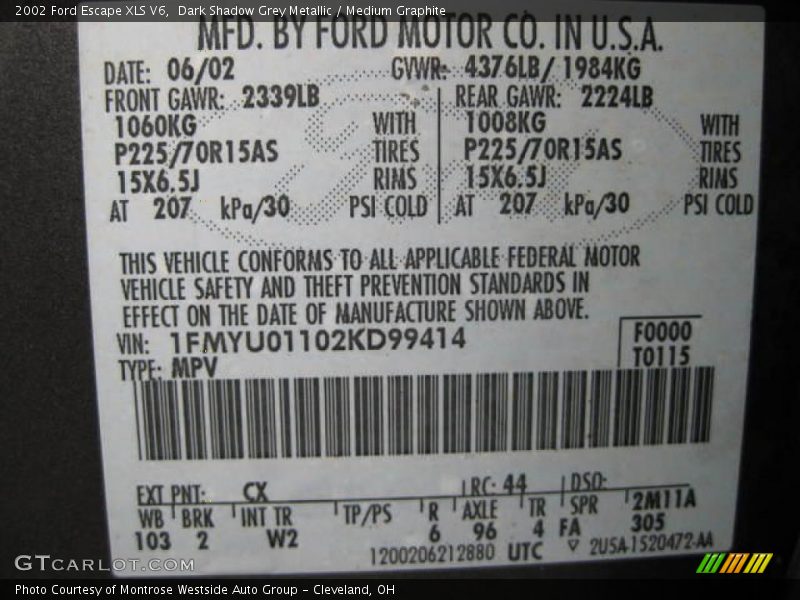 2002 Ford Escape XLS V6, Dark Shadow Grey Metallic / Medium Graphite
MFD. BY FORD MOTOR CO. IN U.S.A.
DATE: 06/02 GVWR: 4376LB/ 1984KG
FRONT GAWR: 2339LB REAR GAWR: 2224LB
1060KG WITH 1008KG WITH
P225/70R15AS TIRES P225/70R15AS TIRES
15X6.5J RIMS 15X6.5J RIMS
AT 207 kPa/30 PSI COLD AT 207 kPa/30 PSI COLD
THIS VEHICLE CONFORMS TO ALL APPLICABLE FEDERAL MOTOR
VEHICLE SAFETY AND THEFT PREVENTION STANDARDS IN
EFFECT ON THE DATE OF MANUFACTURE SHOWN ABOVE.
VIN: 1FMYU01102KD99414 F0000
TYPE: MPV T0115
EXT PNT: CX RC: 44 DSO:
WB BRK INT TR TP/PS R AXLE TR SPR 2M11A
103 2 W2 6 96 4 FA 305
1200206212880 UTC ▽ 2USA-1520472-AA
GTCARLOT.COM
Photo Courtesy of Montrose Westside Auto Group - Cleveland, OH